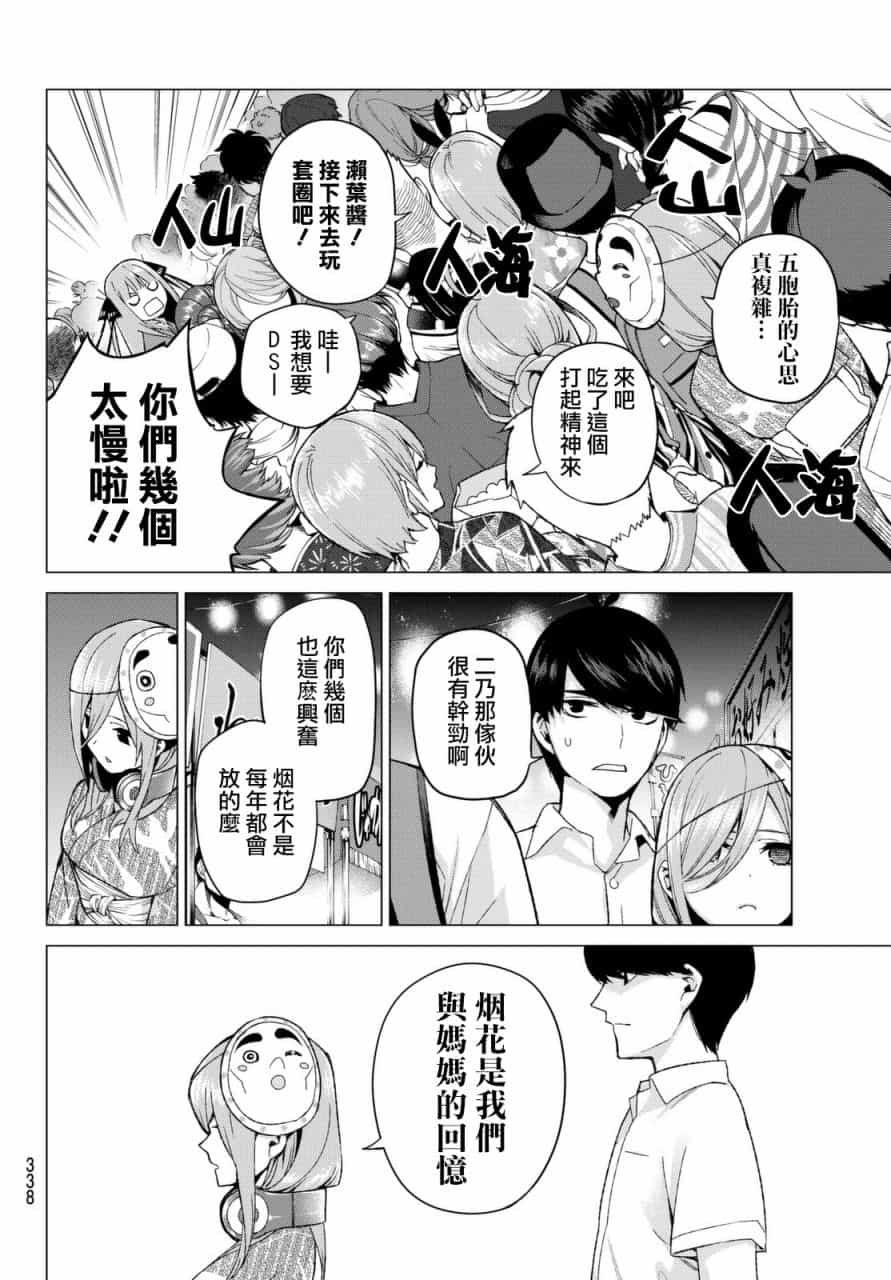 五胞胎的心思
真複雜…
來吧
吃了這個
打起精神來
瀨葉醬！
接下來去玩
套圈吧！
哇—
我想要
DS—
你們幾個
太慢啦!!
人山
人海
人山
人海
二乃那傢伙
很有幹勁啊
你們幾個
也這麽興奮
烟花不是
每年都會
放的麼
烟花是我們
與媽媽的回憶
338